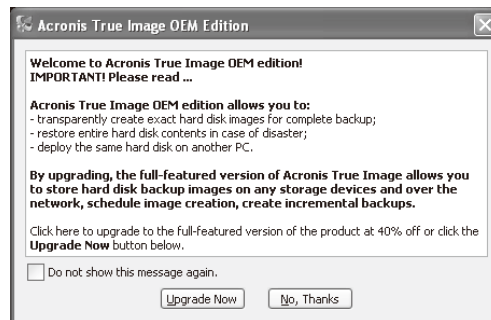 Acronis True Image OEM Edition
Welcome to Acronis True Image OEM edition!
IMPORTANT! Please read ...
Acronis True Image OEM edition allows you to:
- transparently create exact hard disk images for complete backup;
- restore entire hard disk contents in case of disaster;
- deploy the same hard disk on another PC.
By upgrading, the full-featured version of Acronis True Image allows you
to store hard disk backup images on any storage devices and over the
network, schedule image creation, create incremental backups.
Click here to upgrade to the full-featured version of the product at 40% off or click the
Upgrade Now button below.
Do not show this message again.
Upgrade Now
No, Thanks